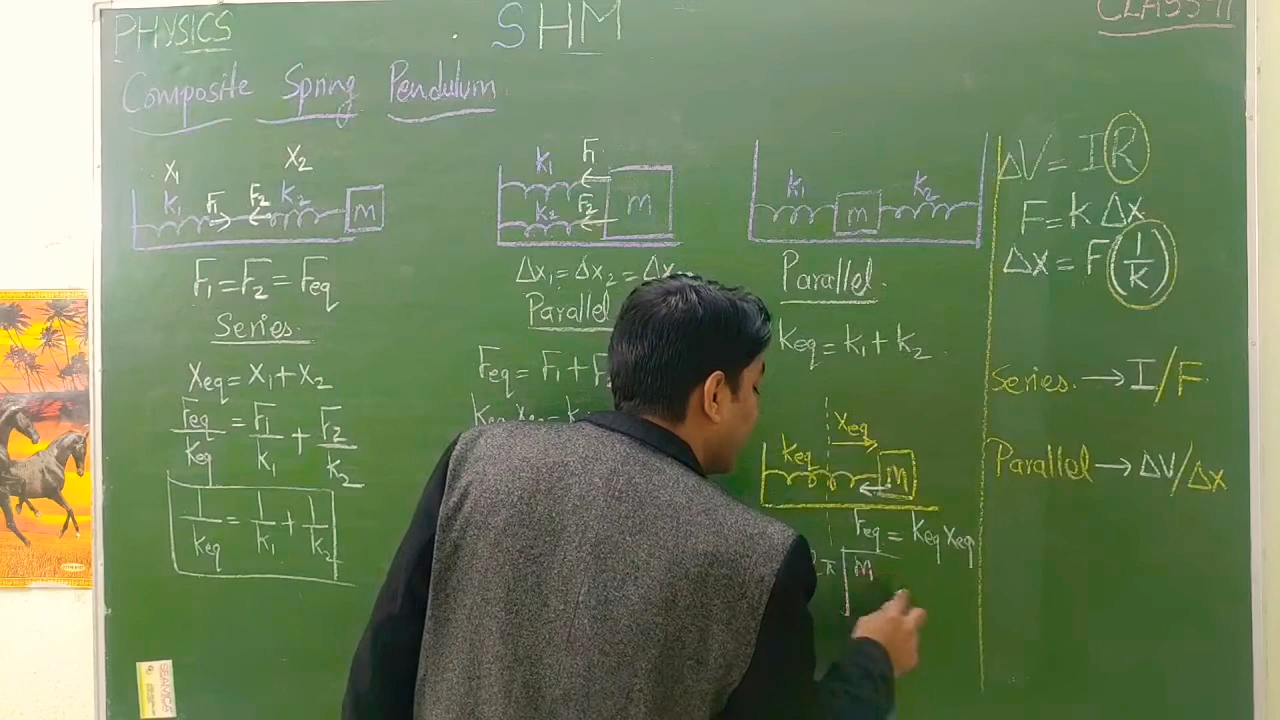 PHYSICS
SHM
CLASS-11
Composite Spring Pendulum
X₁ X₂
k₁ F₁ F₂ k₂ m
F₁ = F₂ = Feq
Series
Xeq = X₁ + X₂
Feq/Keq = F₁/k₁ + F₂/k₂
1/Keq = 1/k₁ + 1/k₂
k₁ F₁
k₂ F₂ m
Δx₁ = Δx₂ = Δx
Parallel
Feq = F₁ + F
k₁ m k₂
Parallel
Keq = k₁ + k₂
Xeq
keq m
Feq = Keq Xeq
π √m
ΔV = IR
F = K Δx
Δx = F (1/K)
Series → I/F
Parallel → ΔV/Δx